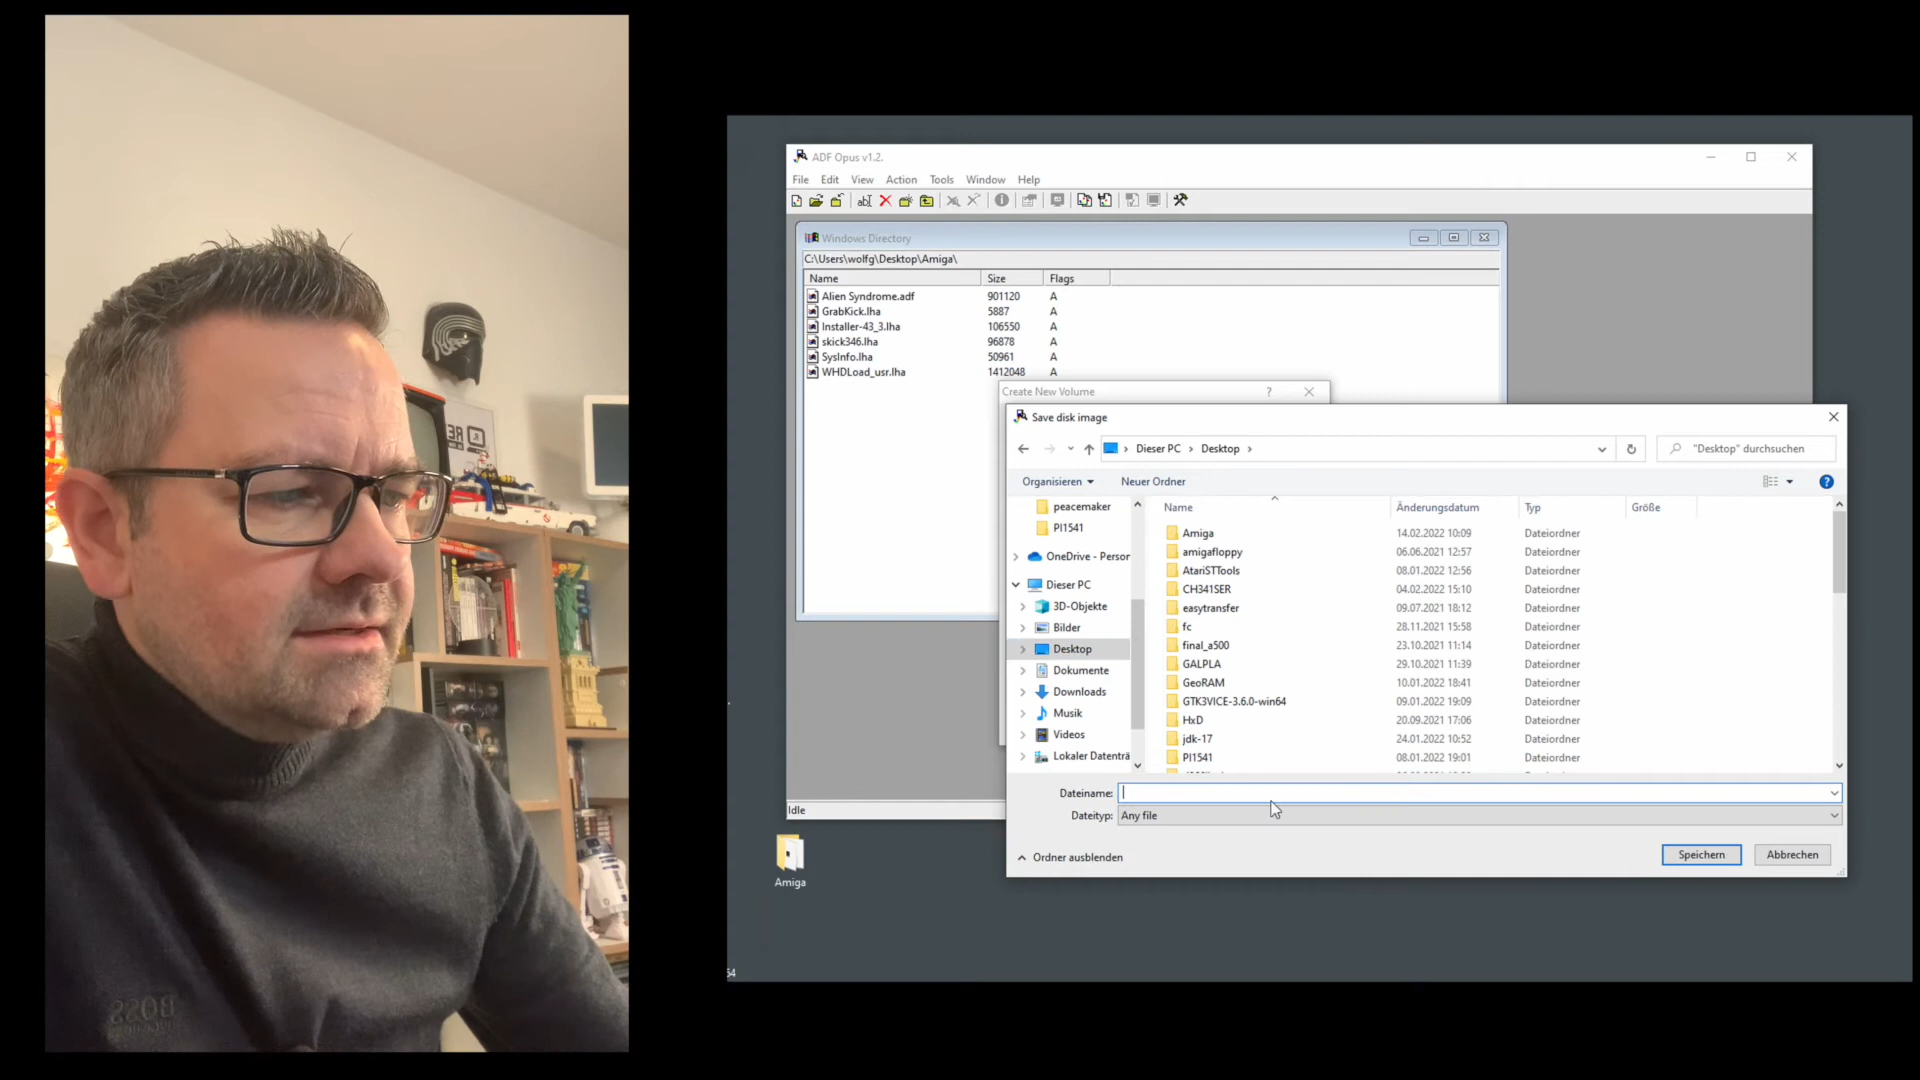 BOSS
ADF Opus v1.2.
File Edit View Action Tools Window Help
Windows Directory
C:\Users\wolfg\Desktop\Amiga\
Name Size Flags
Alien Syndrome.adf 901120 A
GrabKick.lha 5887 A
Installer-43_3.lha 106550 A
skick346.lha 96878 A
SysInfo.lha 50961 A
WHDLoad_usr.lha 1412048 A
Create New Volume ?
Save disk image
Dieser PC Desktop
"Desktop" durchsuchen
Organisieren Neuer Ordner
peacemaker
PI1541
OneDrive - Persor
Dieser PC
3D-Objekte
Bilder
Desktop
Dokumente
Downloads
Musik
Videos
Lokaler Datenträ
Name Änderungsdatum Typ Größe
Amiga 14.02.2022 10:09 Dateiordner
amigafloppy 06.06.2021 12:57 Dateiordner
AtariSTTools 08.01.2022 12:56 Dateiordner
CH341SER 04.02.2022 15:10 Dateiordner
easytransfer 09.07.2021 18:12 Dateiordner
fc 28.11.2021 15:58 Dateiordner
final_a500 23.10.2021 11:14 Dateiordner
GALPLA 29.10.2021 11:39 Dateiordner
GeoRAM 10.01.2022 18:41 Dateiordner
GTK3VICE-3.6.0-win64 09.01.2022 19:09 Dateiordner
HxD 20.09.2021 17:06 Dateiordner
jdk-17 24.01.2022 10:52 Dateiordner
PI1541 08.01.2022 19:01 Dateiordner
Dateiname:
Dateityp: Any file
Ordner ausblenden
Speichern Abbrechen
Idle
Amiga
64